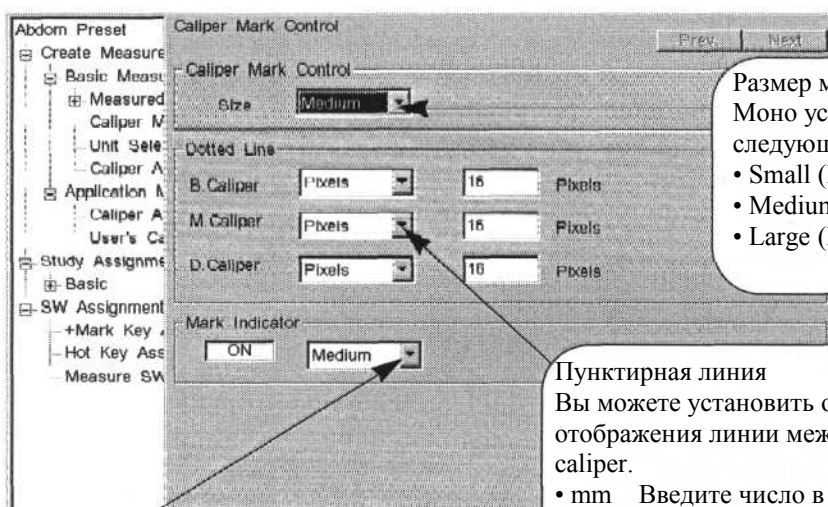 Abdom Preset
Create Measure
Basic Measu
Measured
Caliper M
Unit Sele
Caliper A
Application M
Caliper A
User's Ca
Study Assignme
Basic
SW Assignment
+Mark Key
Hot Key Ass
Measure SW
Caliper Mark Control
Prev. Next
Caliper Mark Control
Size Medium
Dotted Line
B.Caliper Pixels 16 Pixels
M.Caliper Pixels 16 Pixels
D.Caliper Pixels 16 Pixels
Mark Indicator
ON Medium
Размер м
Моно ус
следующ
• Small (
• Medium
• Large (
Пунктирная линия
Вы можете установить о
отображения линии меж
caliper.
• mm Введите число в